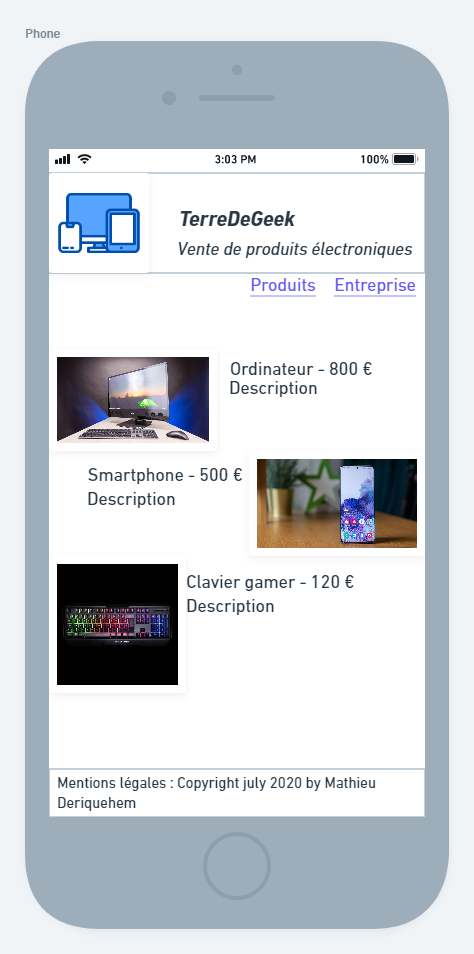 Phone
3:03 PM
100%
TerreDeGeek
Vente de produits électroniques
Produits Entreprise
Ordinateur - 800 €
Description
Smartphone - 500 €
Description
Clavier gamer - 120 €
Description
Mentions légales : Copyright july 2020 by Mathieu
Deriquehem